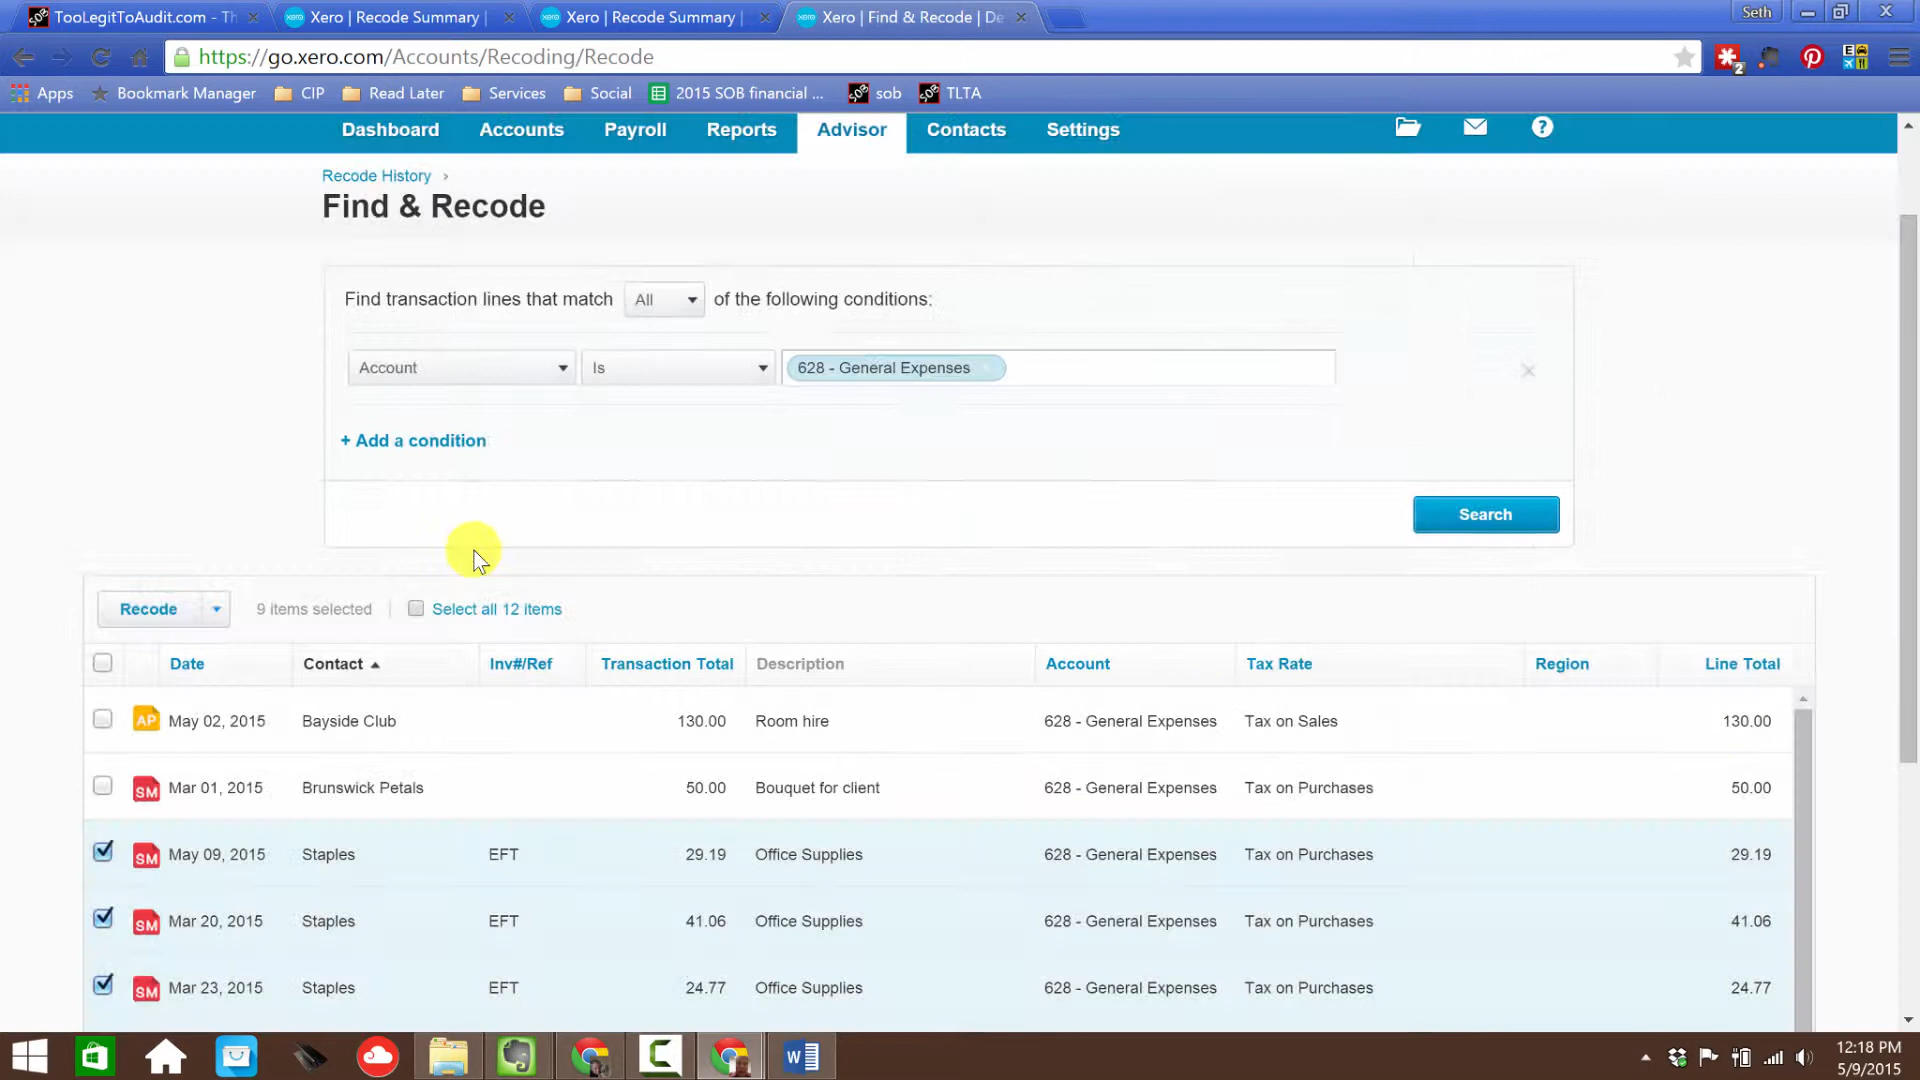 TooLegitToAudit.com - Th
Xero | Recode Summary |
Xero | Recode Summary |
Xero | Find & Recode | De
Seth
https://go.xero.com/Accounts/Recoding/Recode
2
Apps
Bookmark Manager
CIP
Read Later
Services
Social
2015 SOB financial ...
sob
TLTA
Dashboard
Accounts
Payroll
Reports
Advisor
Contacts
Settings
?
Recode History ›
Find & Recode
Find transaction lines that match All of the following conditions:
Account Is 628 - General Expenses
+ Add a condition
Search
Recode 9 items selected Select all 12 items
Date Contact Inv#/Ref Transaction Total Description Account Tax Rate Region Line Total
AP May 02, 2015 Bayside Club 130.00 Room hire 628 - General Expenses Tax on Sales 130.00
SM Mar 01, 2015 Brunswick Petals 50.00 Bouquet for client 628 - General Expenses Tax on Purchases 50.00
SM May 09, 2015 Staples EFT 29.19 Office Supplies 628 - General Expenses Tax on Purchases 29.19
SM Mar 20, 2015 Staples EFT 41.06 Office Supplies 628 - General Expenses Tax on Purchases 41.06
SM Mar 23, 2015 Staples EFT 24.77 Office Supplies 628 - General Expenses Tax on Purchases 24.77
12:18 PM
5/9/2015